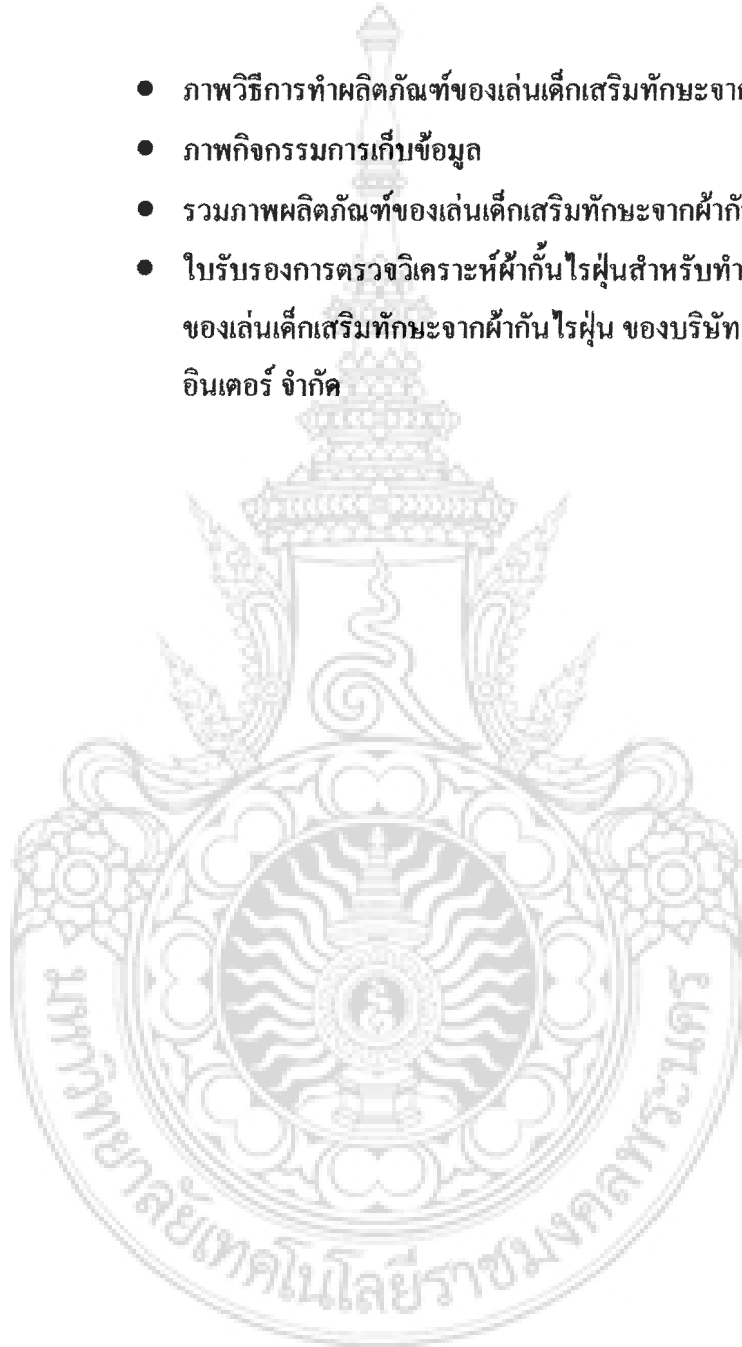 ● ภาพวิธีการทำผลิตภัณฑ์ของเล่นเด็กเสริมทักษะจาก
● ภาพกิจกรรมการเก็บข้อมูล
● รวมภาพผลิตภัณฑ์ของเล่นเด็กเสริมทักษะจากผ้ากั
● ใบรับรองการตรวจวิเคราะห์ผ้ากั้นไรฝุ่นสำหรับทำ
ของเล่นเด็กเสริมทักษะจากผ้ากันไรฝุ่น ของบริษัท
อินเตอร์ จำกัด
มหาวิทยาลัยเทคโนโลยีราชมงคลพระนคร